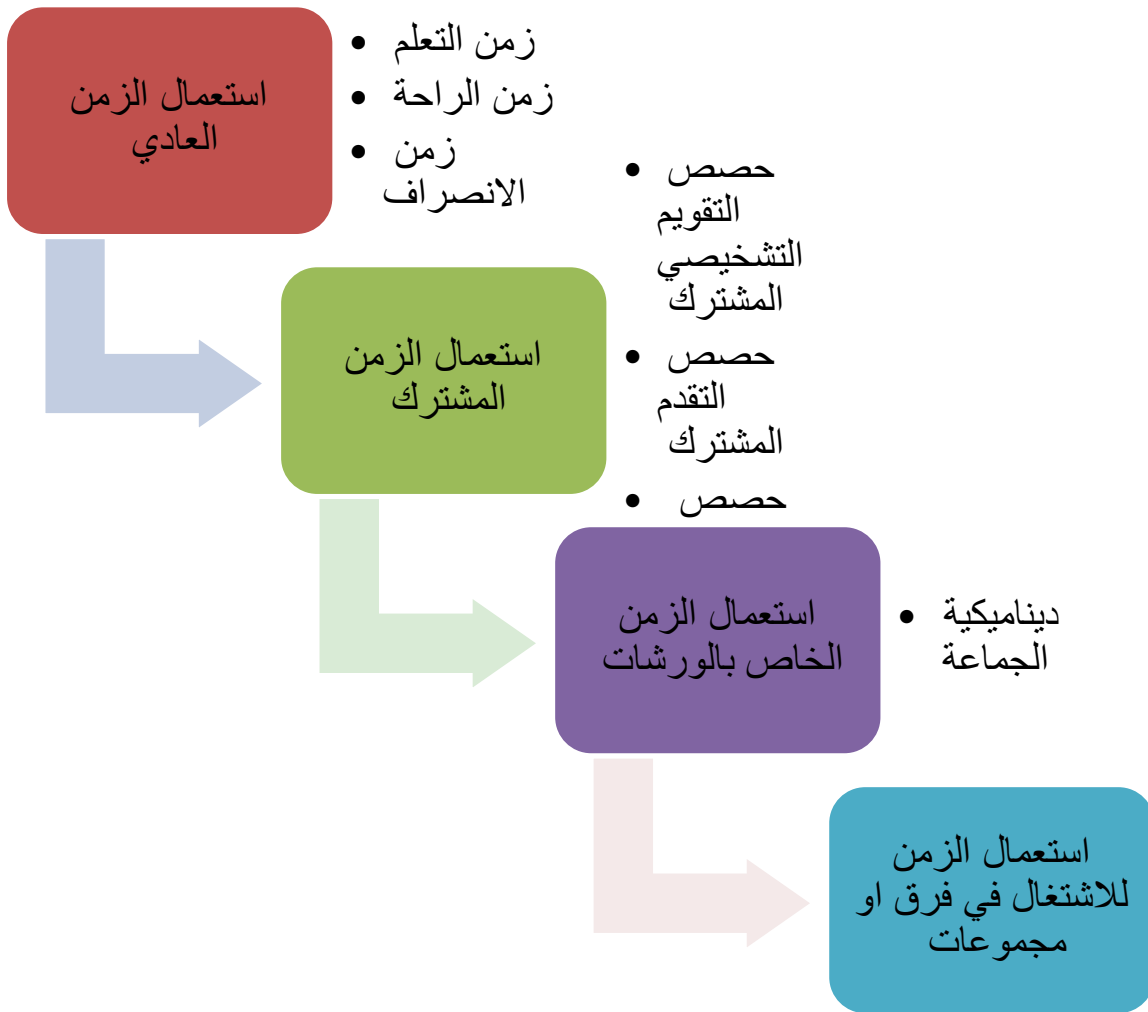 استعمال الزمن
العادي
• زمن التعلم
• زمن الراحة
• زمن
الانصراف
استعمال الزمن
المشترك
• حصص
التقويم
التشخيصي
المشترك
• حصص
التقدم
المشترك
• حصص
استعمال الزمن
الخاص بالورشات
• ديناميكية
الجماعة
استعمال الزمن
للاشتغال في فرق او
مجموعات